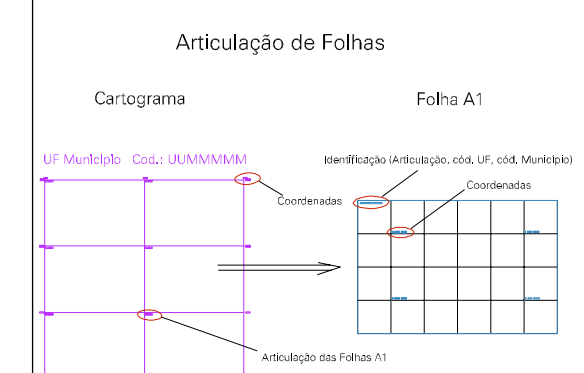 Articulação de Folhas
Cartograma
Folha A1
UF Município Cod.: UUMMMMM
Identificação (Articulação, cód. UF, cód. Município)
Coordenadas
Coordenadas
Articulação das Folhas A1